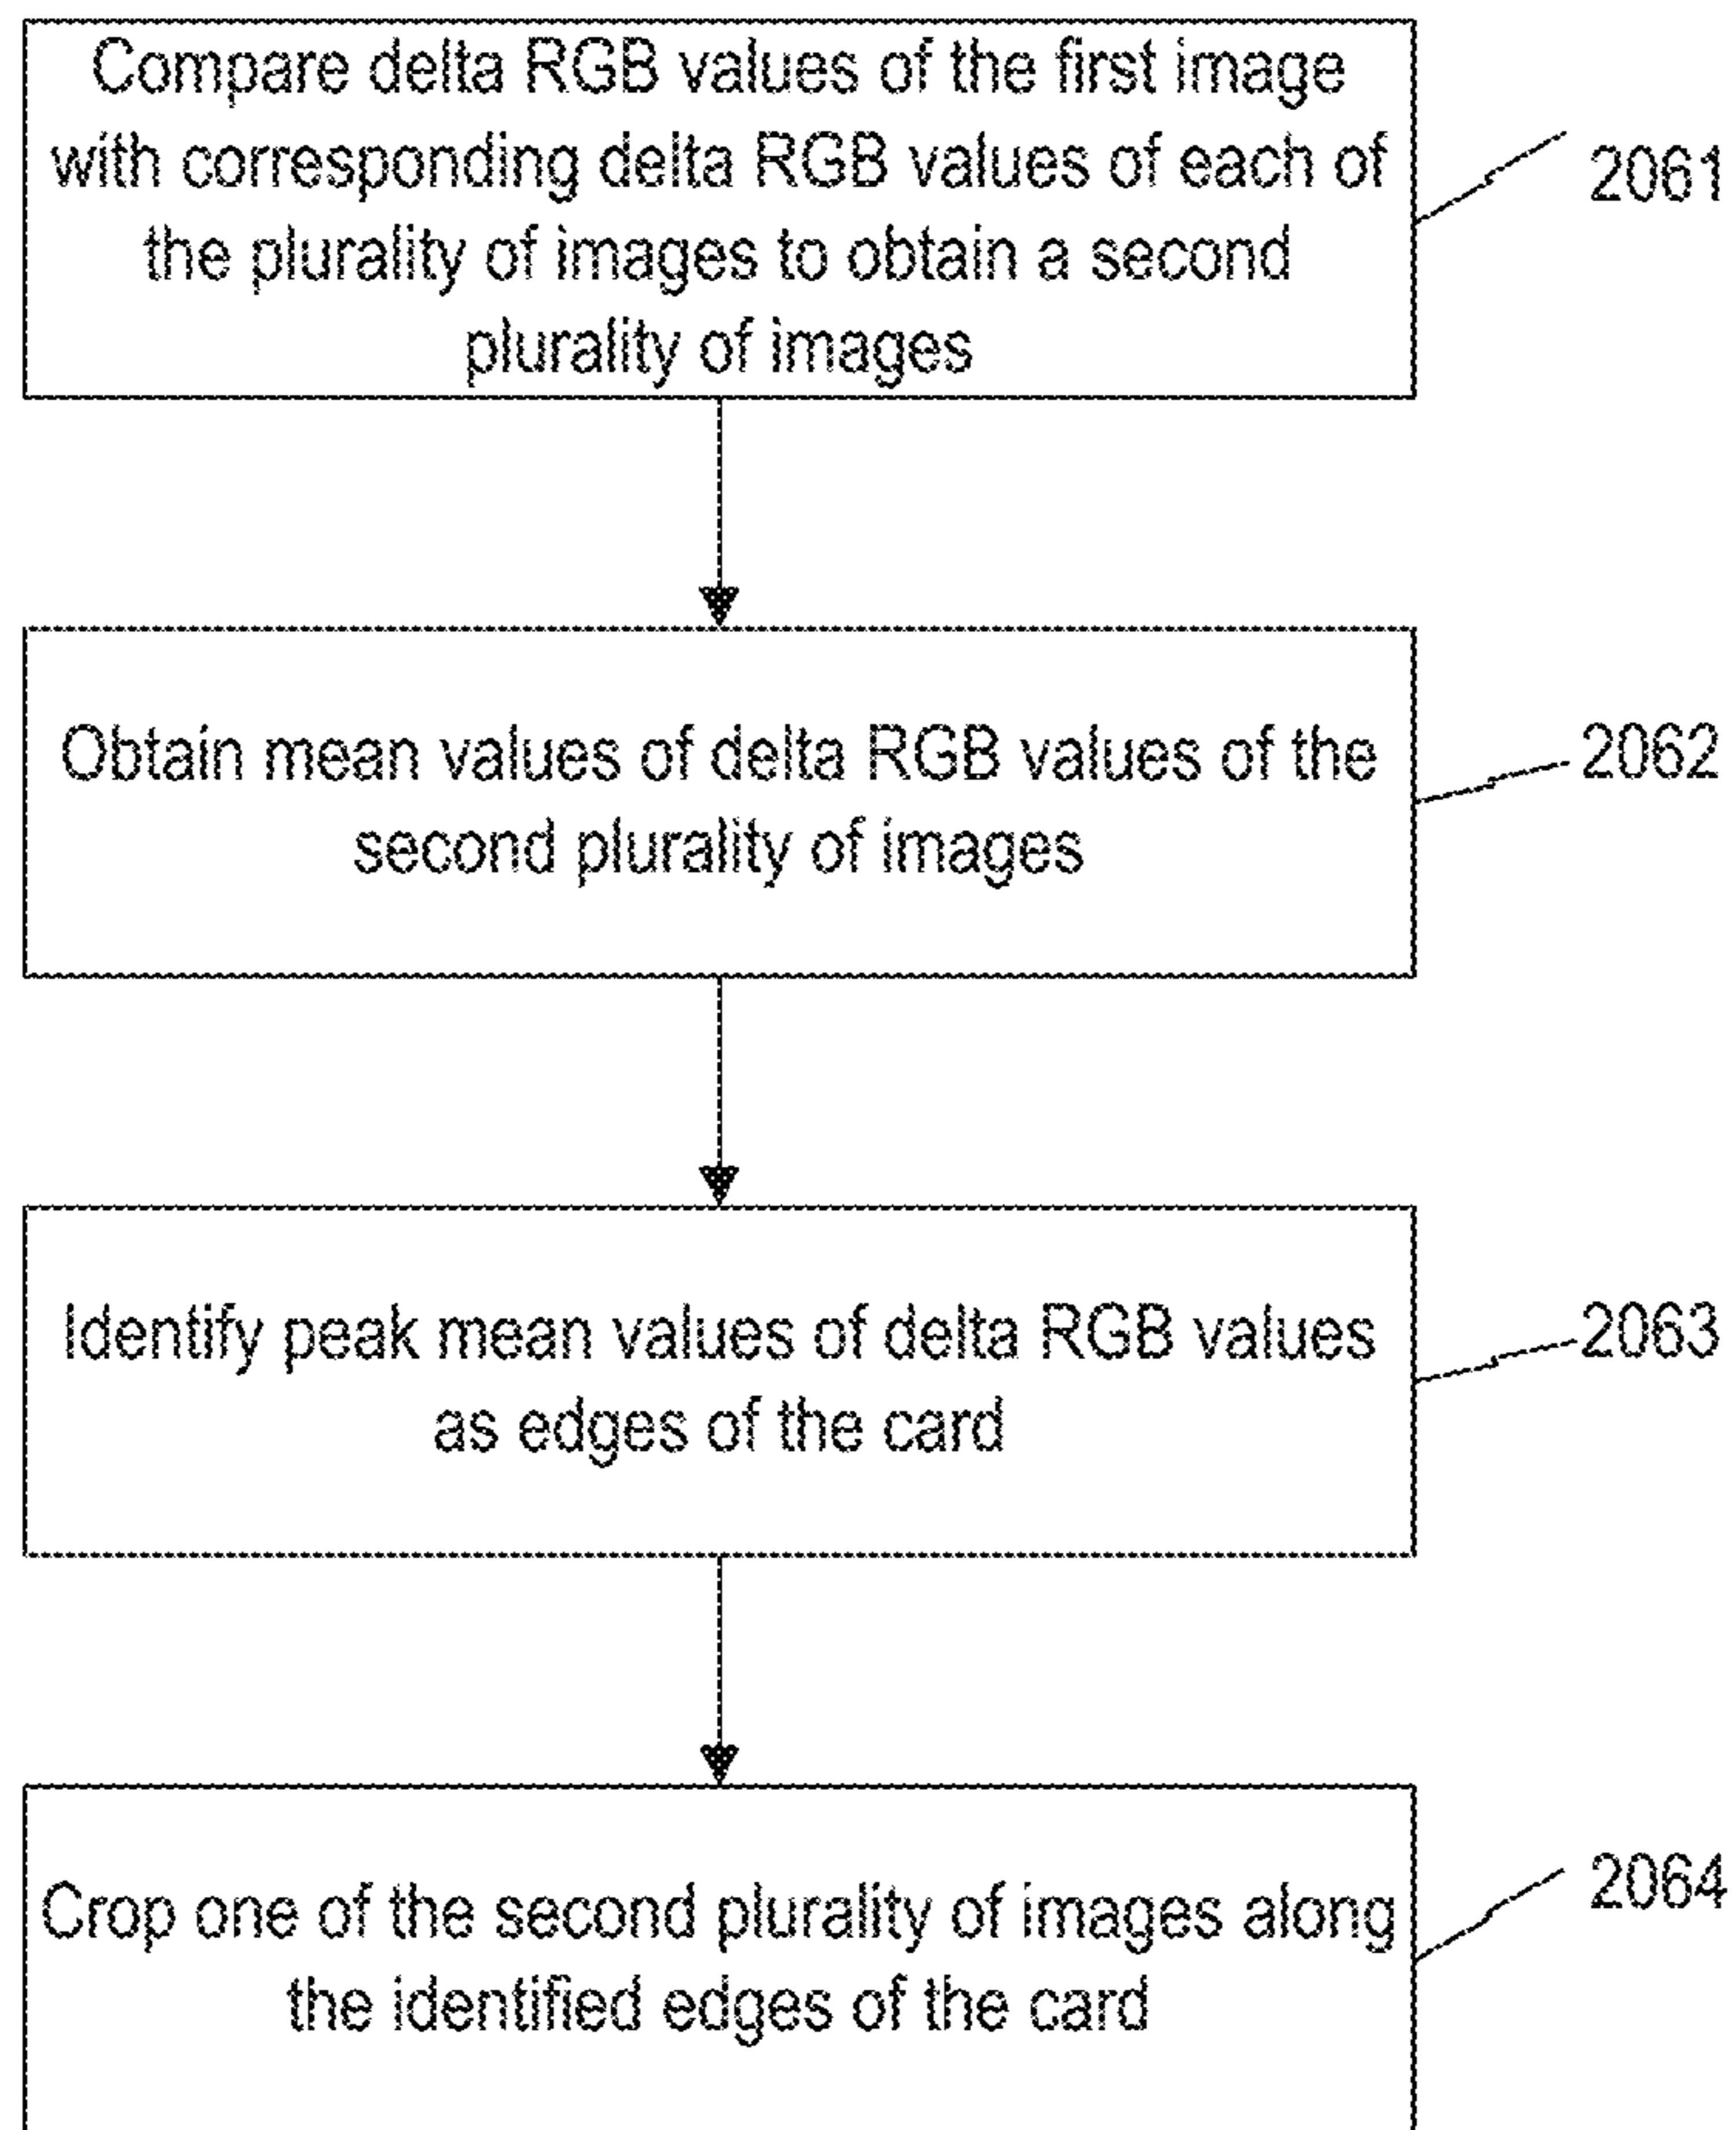 Compare delta RGB values of the first image
with corresponding delta RGB values of each of
the plurality of images to obtain a second
plurality of images
2061
Obtain mean values of delta RGB values of the
second plurality of images
2062
Identify peak mean values of delta RGB values
as edges of the card
2063
Crop one of the second plurality of images along
the identified edges of the card
2064